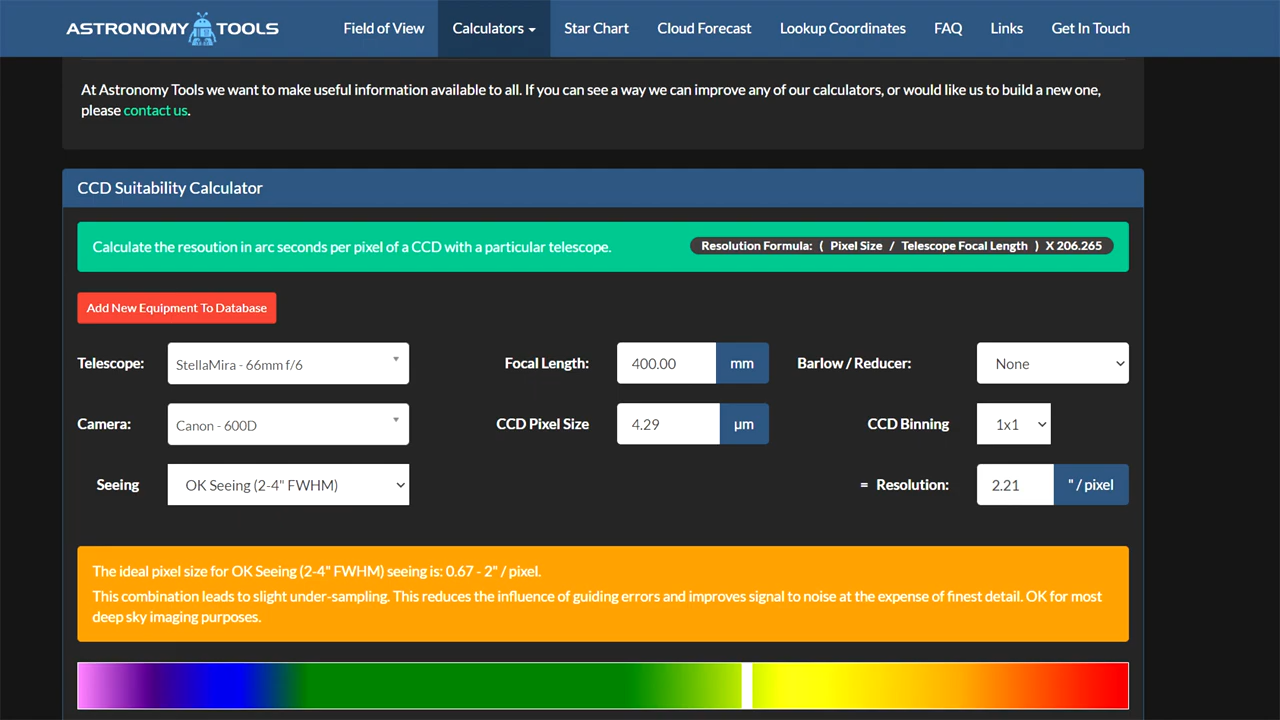 ASTRONOMY TOOLS
Field of View
Calculators
Star Chart
Cloud Forecast
Lookup Coordinates
FAQ
Links
Get In Touch
At Astronomy Tools we want to make useful information available to all. If you can see a way we can improve any of our calculators, or would like us to build a new one,
please contact us.
CCD Suitability Calculator
Calculate the resoution in arc seconds per pixel of a CCD with a particular telescope.
Resolution Formula: ( Pixel Size / Telescope Focal Length ) X 206.265
Add New Equipment To Database
Telescope: StellaMira - 66mm f/6 Focal Length: 400.00 mm Barlow / Reducer: None
Camera: Canon - 600D CCD Pixel Size 4.29 µm CCD Binning 1x1
Seeing OK Seeing (2-4" FWHM) = Resolution: 2.21 " / pixel
The ideal pixel size for OK Seeing (2-4" FWHM) seeing is: 0.67 - 2" / pixel.
This combination leads to slight under-sampling. This reduces the influence of guiding errors and improves signal to noise at the expense of finest detail. OK for most
deep sky imaging purposes.